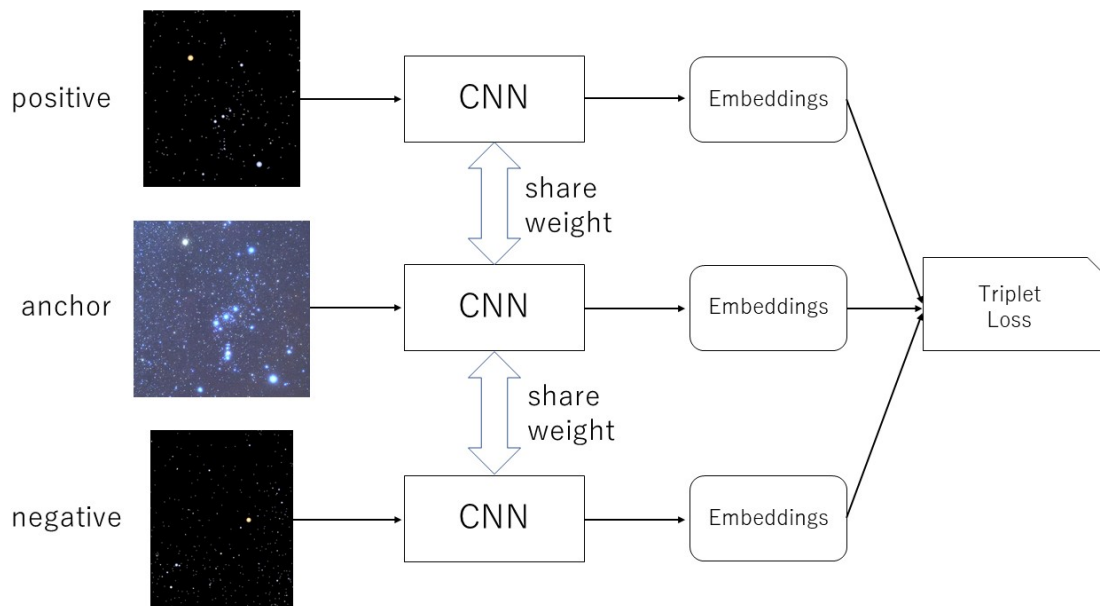 positive
CNN
Embeddings
share
weight
anchor
CNN
Embeddings
Triplet
Loss
share
weight
negative
CNN
Embeddings